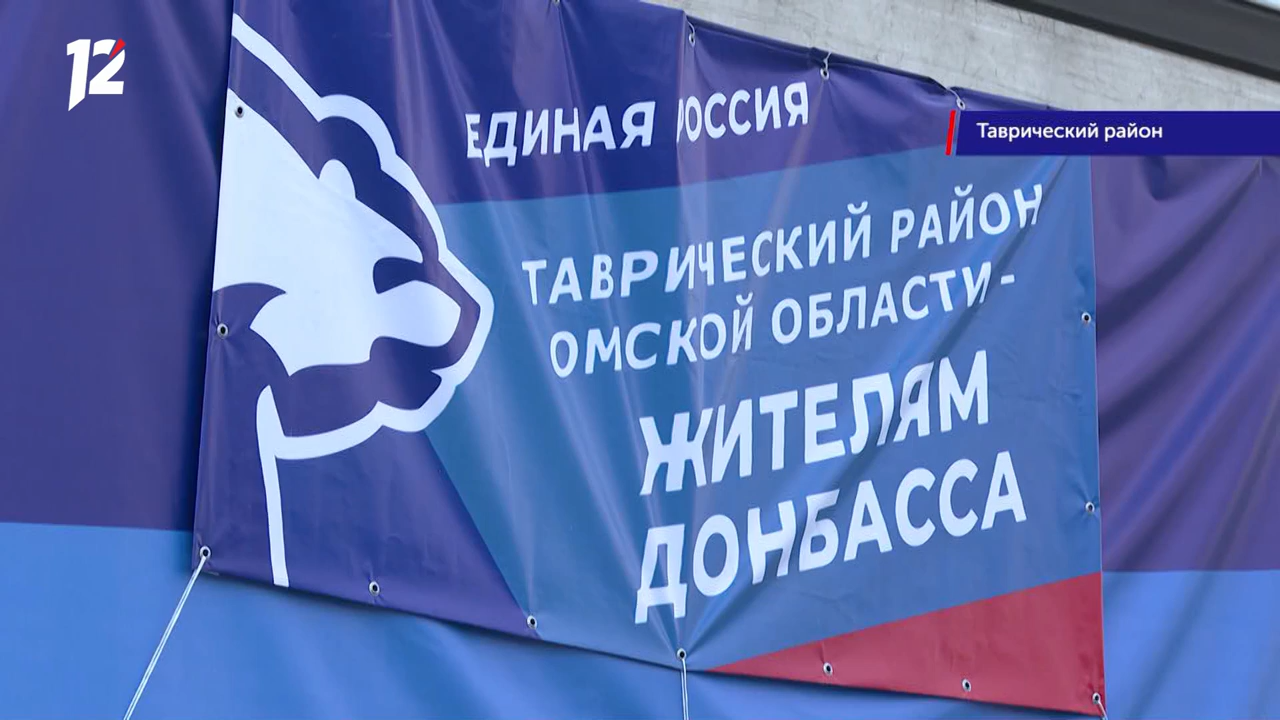 12
Таврический район
ЕДИНАЯ РОССИЯ
ТАВРИЧЕСКИЙ РАЙОН
ОМСКОЙ ОБЛАСТИ -
ЖИТЕЛЯМ
ДОНБАССА